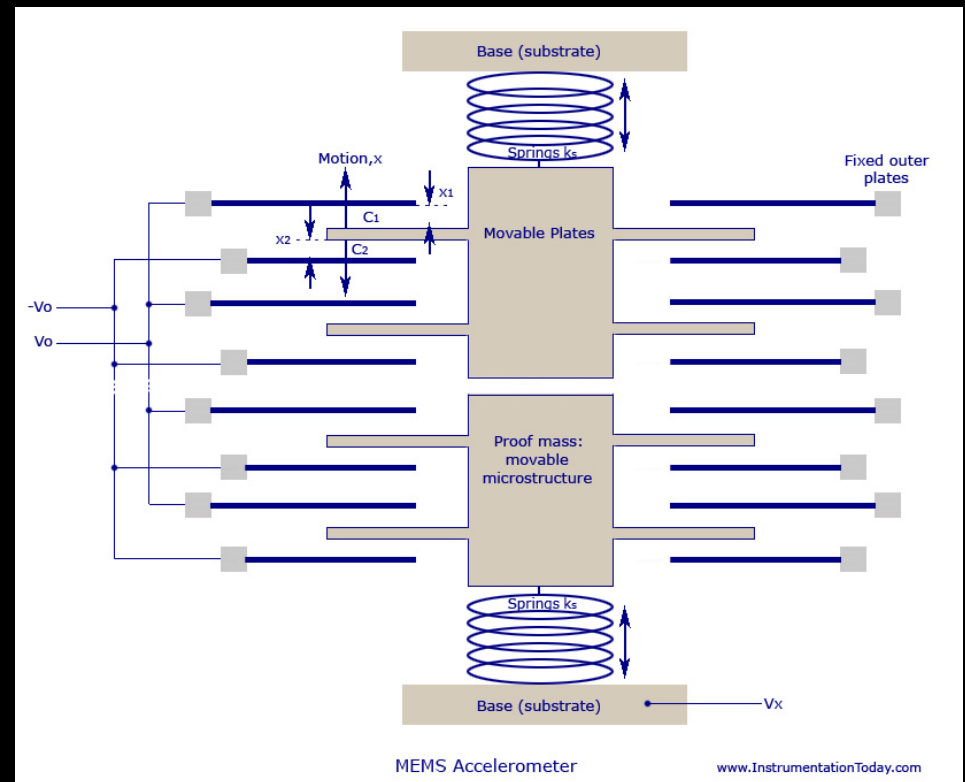 Base (substrate)
Springs ks
Motion,x
x1
Fixed outer
plates
C1
x2
C2
Movable Plates
-Vo
Vo
Proof mass:
movable
microstructure
Springs ks
Base (substrate)
Vx
MEMS Accelerometer
www.InstrumentationToday.com